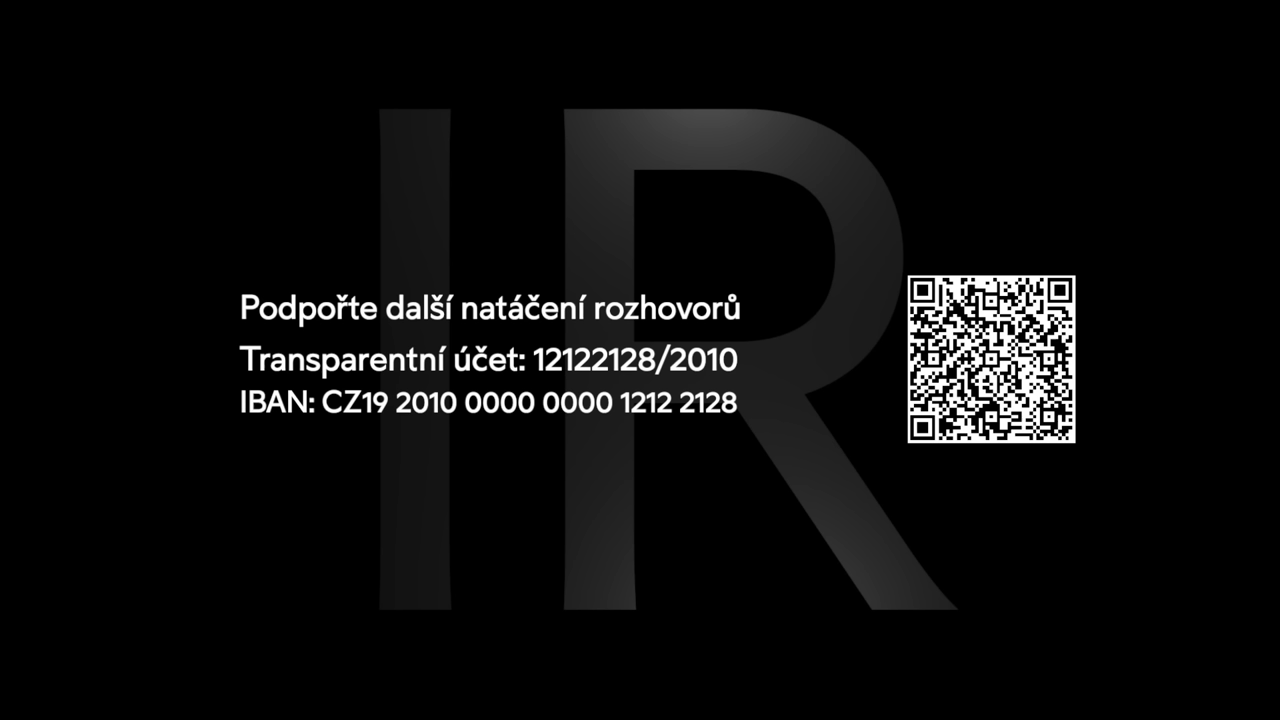 IR
Podpořte další natáčení rozhovorů
Transparentní účet: 12122128/2010
IBAN: CZ19 2010 0000 0000 1212 2128